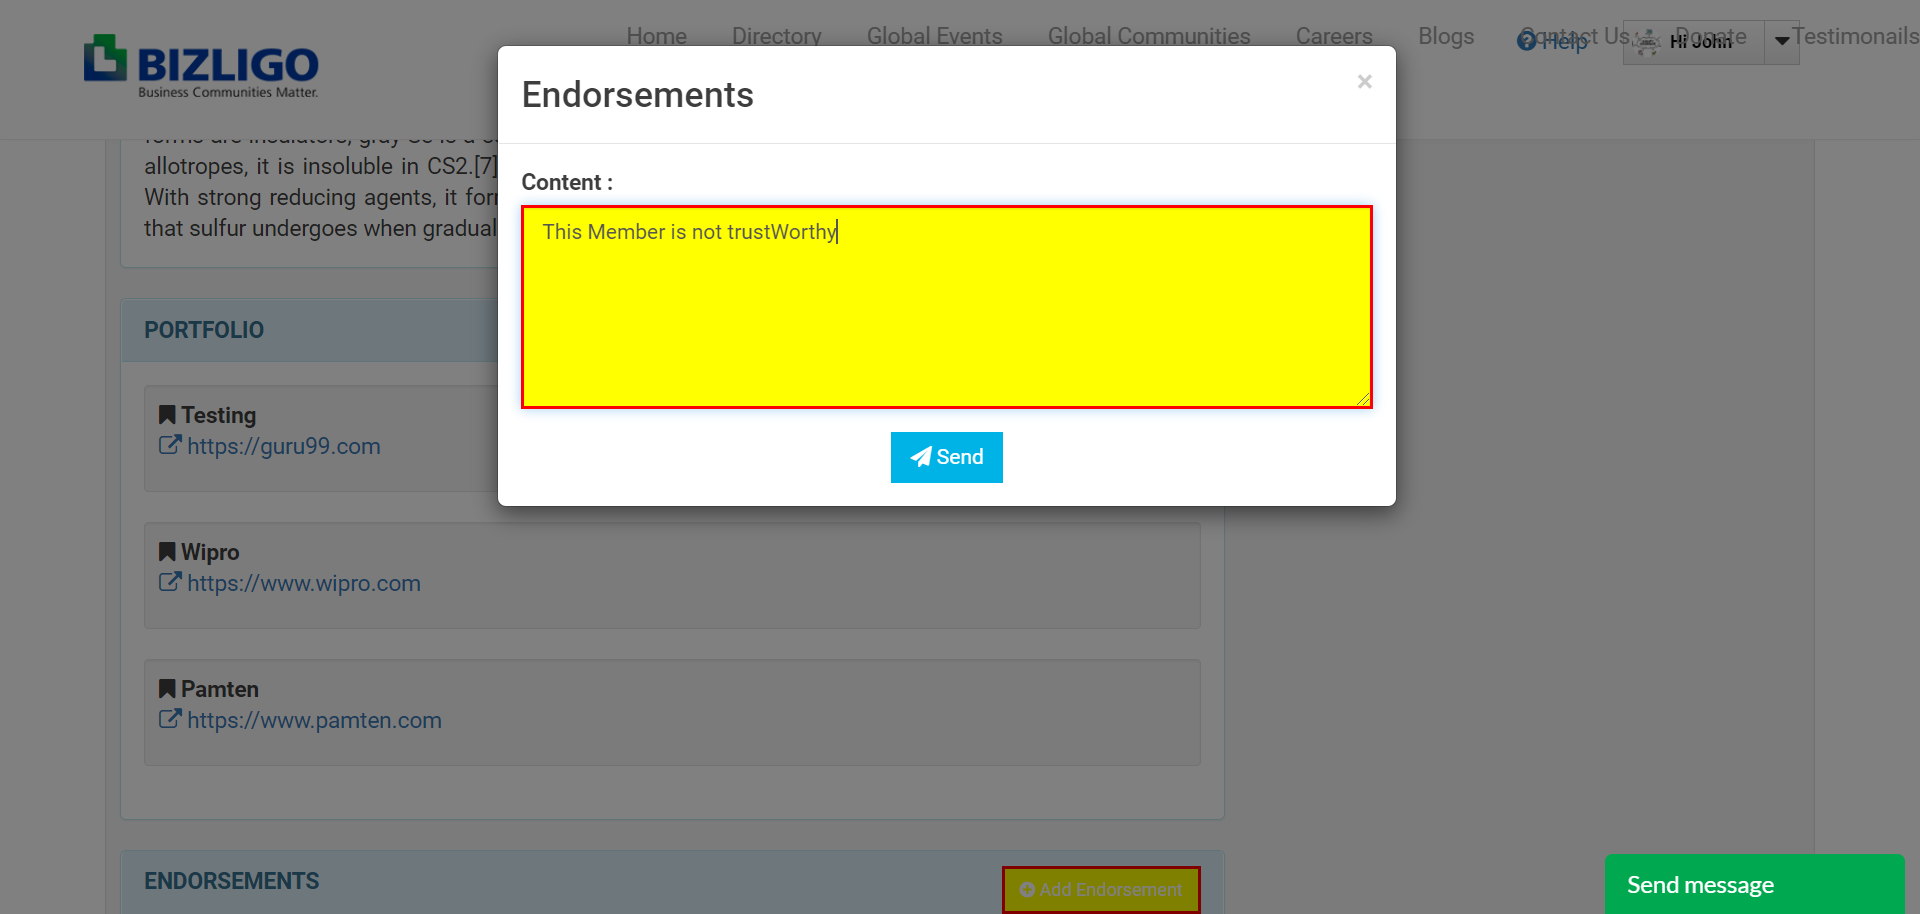 BIZLIGO
Business Communities Matter.
Home Directory Global Events Global Communities Careers Blogs Contact Us Donate Testimonails
Help
Hi John
allotropes, it is insoluble in CS2.[7]
With strong reducing agents, it for
that sulfur undergoes when gradual
Endorsements
×
Content :
This Member is not trustWorthy
Send
PORTFOLIO
Testing
https://guru99.com
Wipro
https://www.wipro.com
Pamten
https://www.pamten.com
ENDORSEMENTS
Add Endorsement
Send message